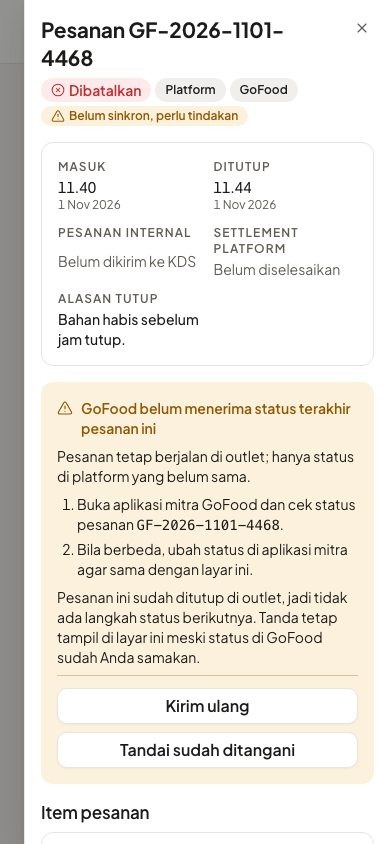 Pesanan GF-2026-1101-
4468
Dibatalkan
Platform
GoFood
Belum sinkron, perlu tindakan
MASUK
11.40
1 Nov 2026
DITUTUP
11.44
1 Nov 2026
PESANAN INTERNAL
Belum dikirim ke KDS
SETTLEMENT
PLATFORM
Belum diselesaikan
ALASAN TUTUP
Bahan habis sebelum
jam tutup.
GoFood belum menerima status terakhir
pesanan ini
Pesanan tetap berjalan di outlet; hanya status
di platform yang belum sama.
1. Buka aplikasi mitra GoFood dan cek status
pesanan GF-2026-1101-4468.
2. Bila berbeda, ubah status di aplikasi mitra
agar sama dengan layar ini.
Pesanan ini sudah ditutup di outlet, jadi tidak
ada langkah status berikutnya. Tanda tetap
tampil di layar ini meski status di GoFood
sudah Anda samakan.
Kirim ulang
Tandai sudah ditangani
Item pesanan